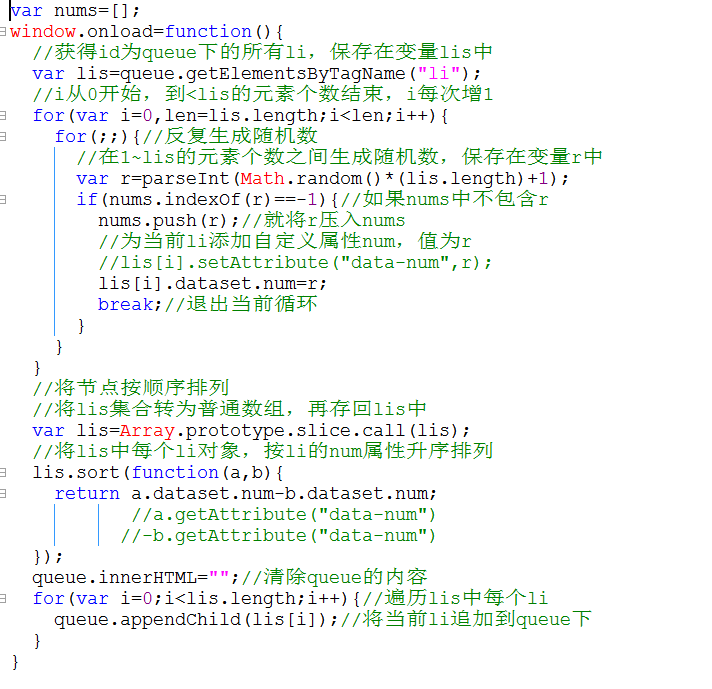 var nums=[];
window.onload=function(){
  //获得id为queue下的所有li，保存在变量lis中
  var lis=queue.getElementsByTagName("li");
  //i从0开始，到<lis的元素个数结束，i每次增1
  for(var i=0,len=lis.length;i<len;i++){
    for(;;){//反复生成随机数
      //在1~lis的元素个数之间生成随机数，保存在变量r中
      var r=parseInt(Math.random()*(lis.length)+1);
      if(nums.indexOf(r)==-1){//如果nums中不包含r
        nums.push(r);//就将r压入nums
        //为当前li添加自定义属性num，值为r
        //lis[i].setAttribute("data-num",r);
        lis[i].dataset.num=r;
        break;//退出当前循环
      }
    }
  }
  //将节点按顺序排列
  //将lis集合转为普通数组，再存回lis中
  var lis=Array.prototype.slice.call(lis);
  //将lis中每个li对象，按li的num属性升序排列
  lis.sort(function(a,b){
    return a.dataset.num-b.dataset.num;
           //a.getAttribute("data-num")
          //-b.getAttribute("data-num")
  });
  queue.innerHTML="";//清除queue的内容
  for(var i=0;i<lis.length;i++){//遍历lis中每个li
    queue.appendChild(lis[i]);//将当前li追加到queue下
  }
}